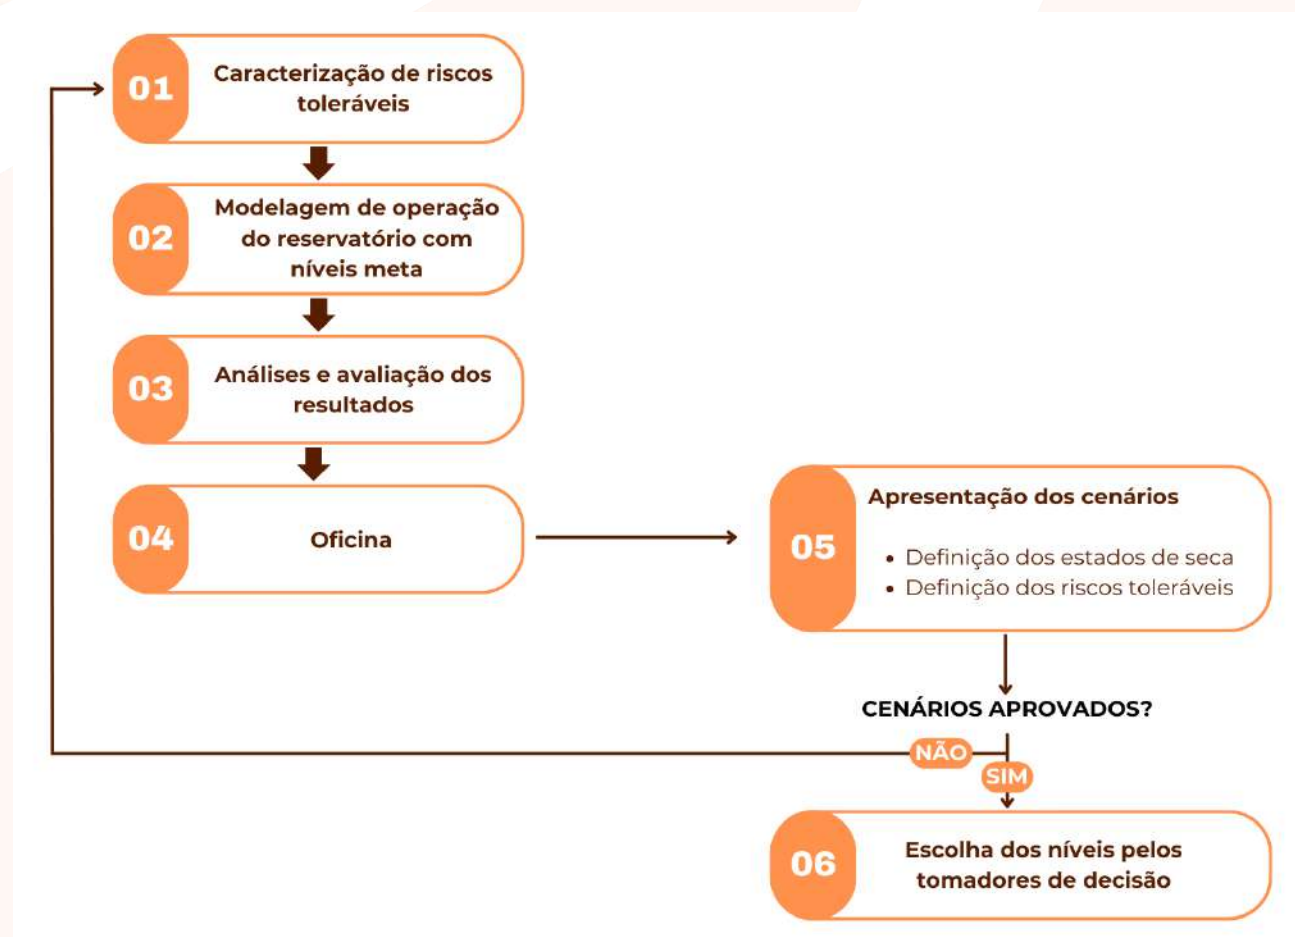 01
Caracterização de riscos
toleráveis
02
Modelagem de operação
do reservatório com
níveis meta
03
Análises e avaliação dos
resultados
04
Oficina
05
Apresentação dos cenários
• Definição dos estados de seca
• Definição dos riscos toleráveis
CENÁRIOS APROVADOS?
NÃO
SIM
06
Escolha dos níveis pelos
tomadores de decisão